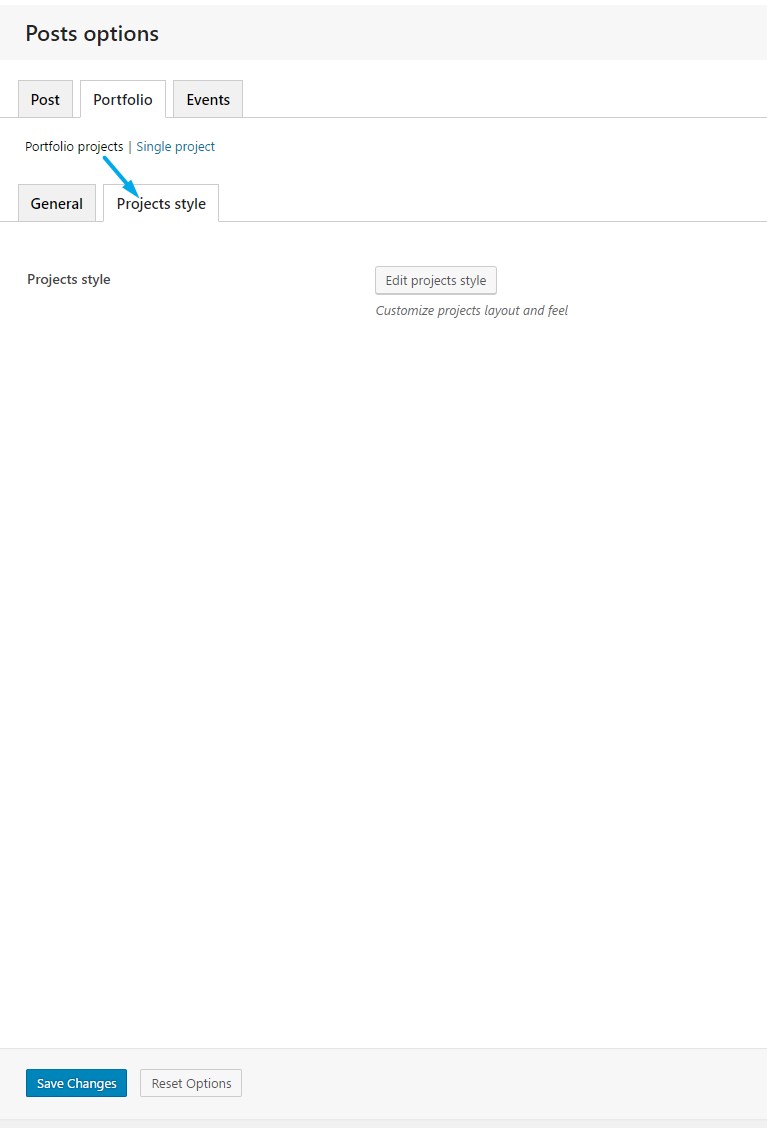 Posts options
Post Portfolio Events
Portfolio projects | Single project
General Projects style
Projects style Edit projects style
Customize projects layout and feel
Save Changes Reset Options